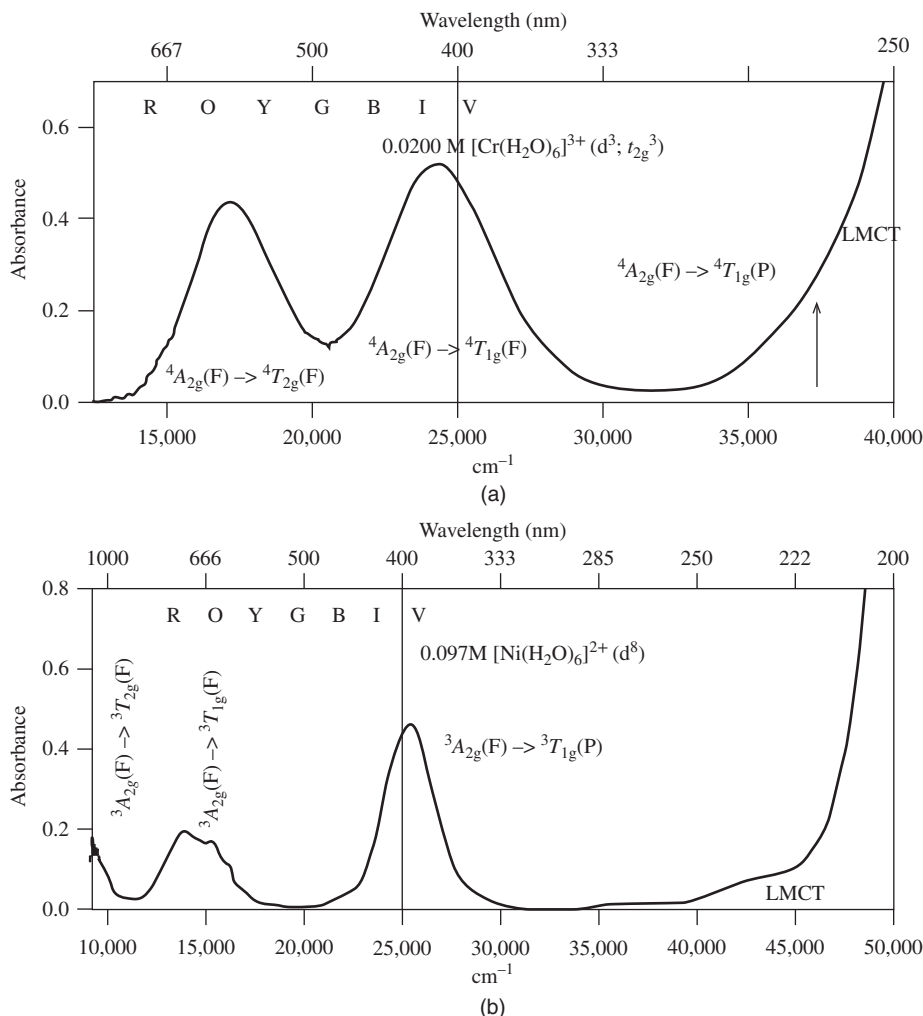 Wavelength (nm)
667 500 400 333 250
R O Y G B I V
0.0200 M [Cr(H₂O)₆]³⁺ (d³; t₂g³)
0.6
0.4
0.2
0.0
Absorbance
LMCT
⁴A₂g(F) –> ⁴T₁g(P)
⁴A₂g(F) –> ⁴T₁g(F)
⁴A₂g(F) –> ⁴T₂g(F)
15,000 20,000 25,000 30,000 35,000 40,000
cm⁻¹
(a)
Wavelength (nm)
1000 666 500 400 333 285 250 222 200
R O Y G B I V
0.097M [Ni(H₂O)₆]²⁺ (d⁸)
0.8
0.6
0.4
0.2
0.0
Absorbance
³A₂g(F) –> ³T₂g(F)
³A₂g(F) –> ³T₁g(F)
³A₂g(F) –> ³T₁g(P)
LMCT
10,000 15,000 20,000 25,000 30,000 35,000 40,000 45,000 50,000
cm⁻¹
(b)